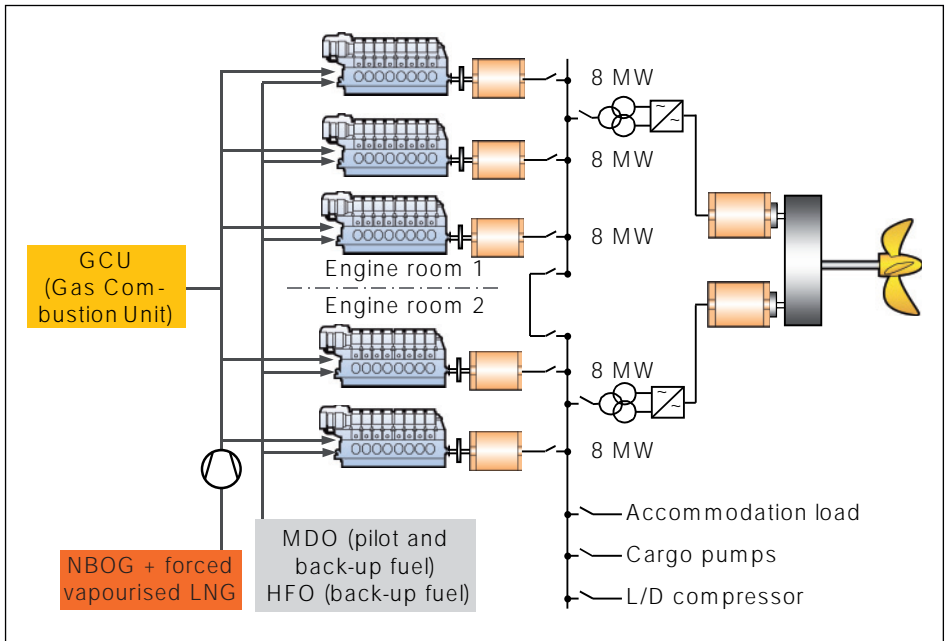 8 MW
8 MW
8 MW
Engine room 1
Engine room 2
GCU
(Gas Com-
bustion Unit)
8 MW
8 MW
MDO (pilot and
back-up fuel)
HFO (back-up fuel)
NBOG + forced
vapourised LNG
Accommodation load
Cargo pumps
L/D compressor